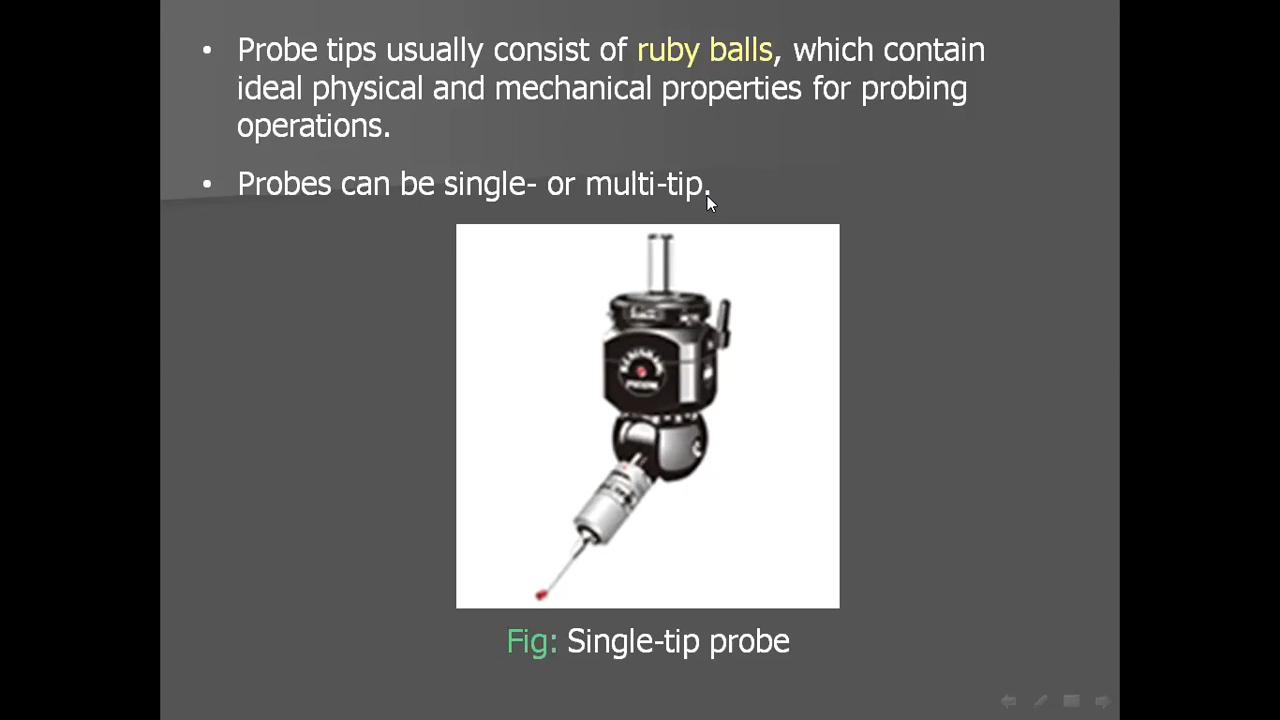 • Probe tips usually consist of ruby balls, which contain
ideal physical and mechanical properties for probing
operations.
• Probes can be single- or multi-tip.
Fig: Single-tip probe